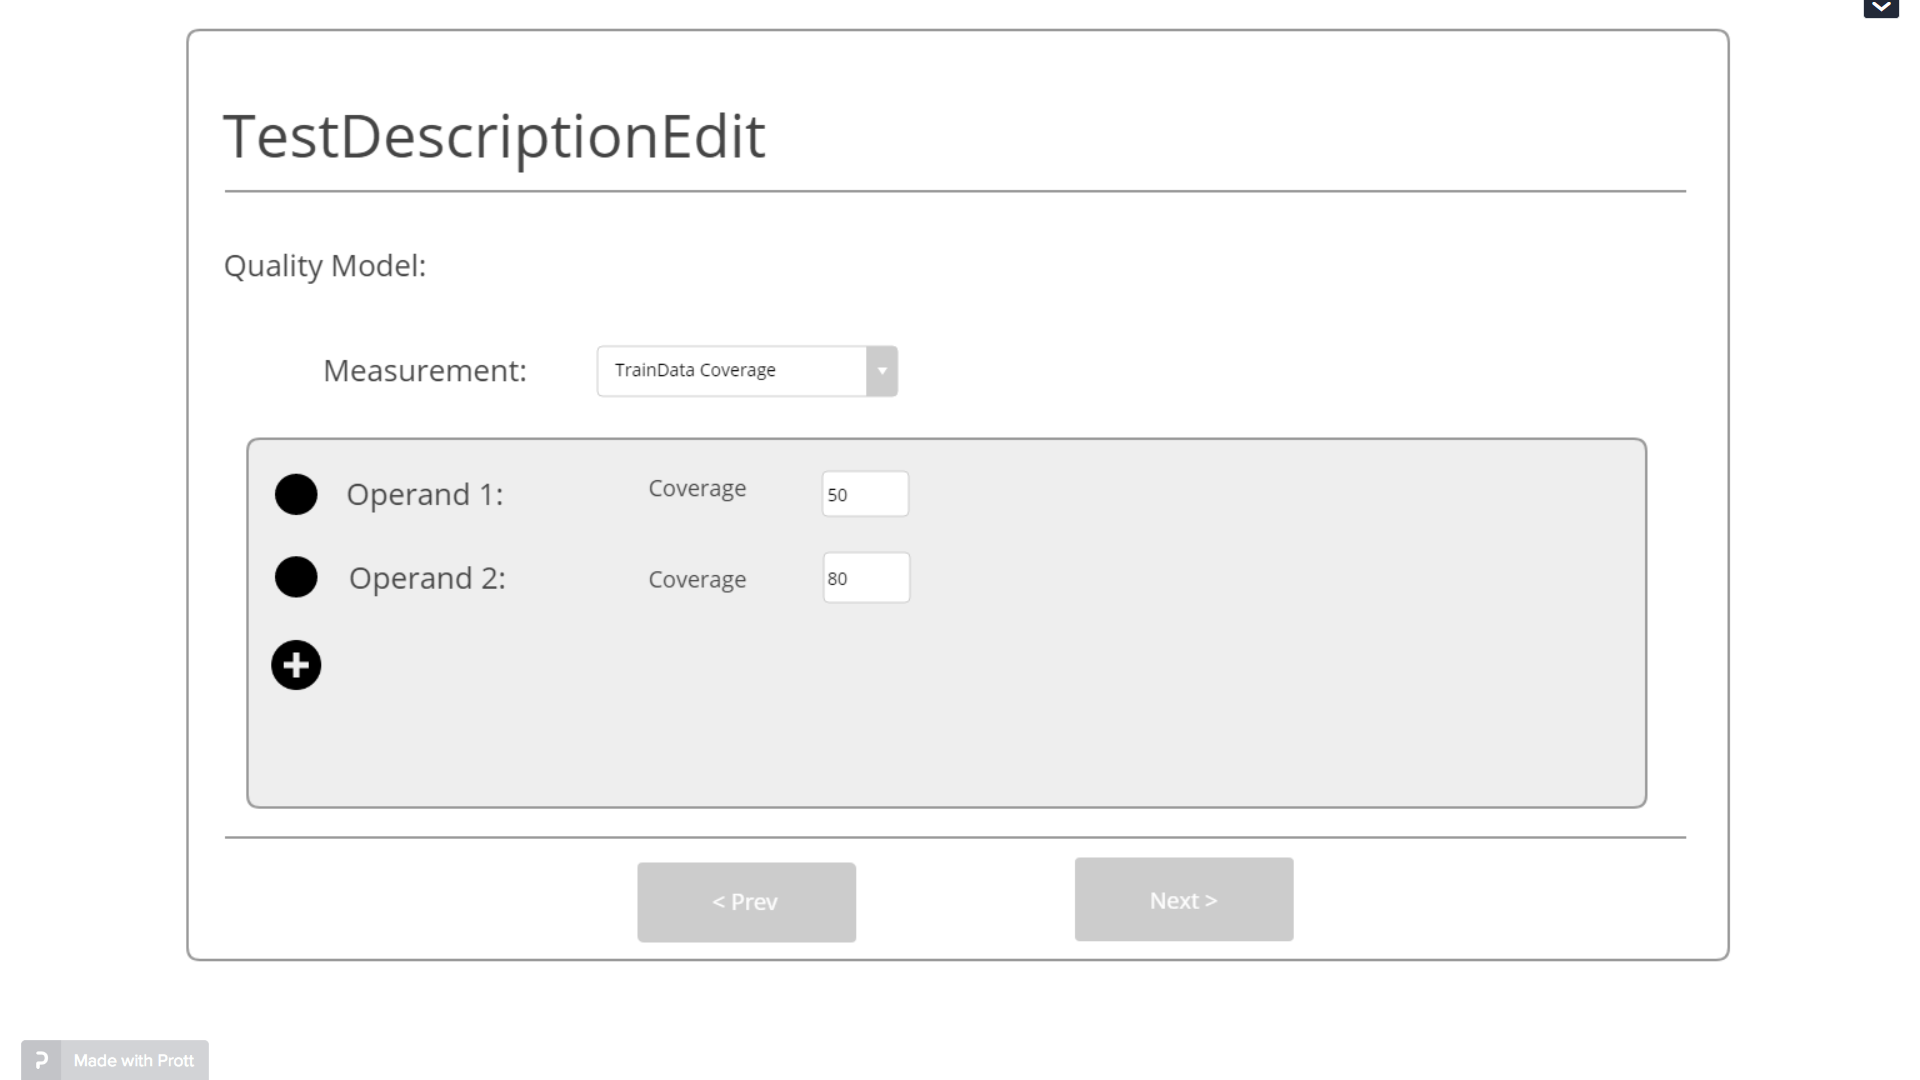 TestDescriptionEdit
Quality Model:
Measurement: TrainData Coverage
Operand 1: Coverage 50
Operand 2: Coverage 80
< Prev Next >
Made with Prott